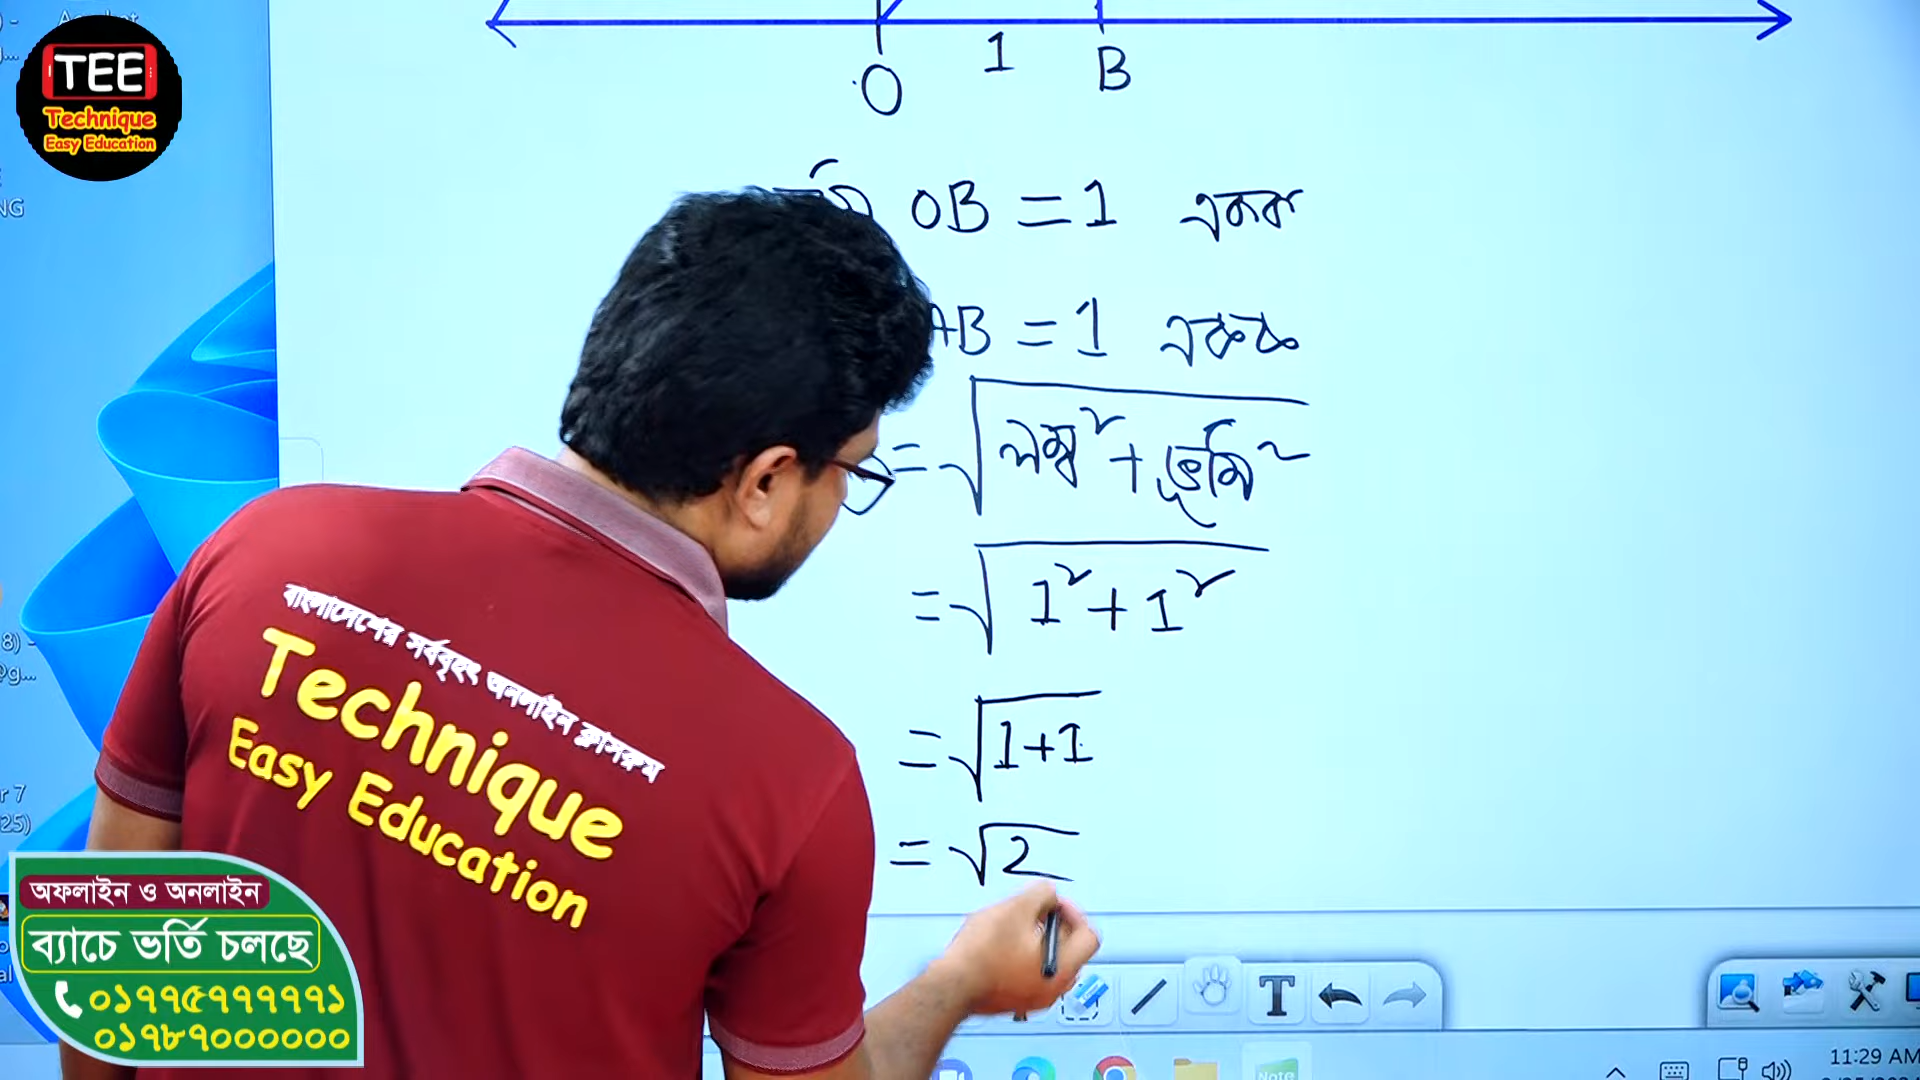 TEE
Technique
Easy Education
NG
1
O
B
OB = 1 একক
AB = 1 একক
= √লম্ব² + ভূমি²
= √1² + 1²
= √1+1
= √2
বাংলাদেশের সর্ববৃহৎ অনলাইন ক্লাসরুম
Technique
Easy Education
অফলাইন ও অনলাইন
ব্যাচে ভর্তি চলছে
০১৭৭৫৭৭৭৭৭১
০১৭৮৭০০০০০০
T
Note
11:29 AM